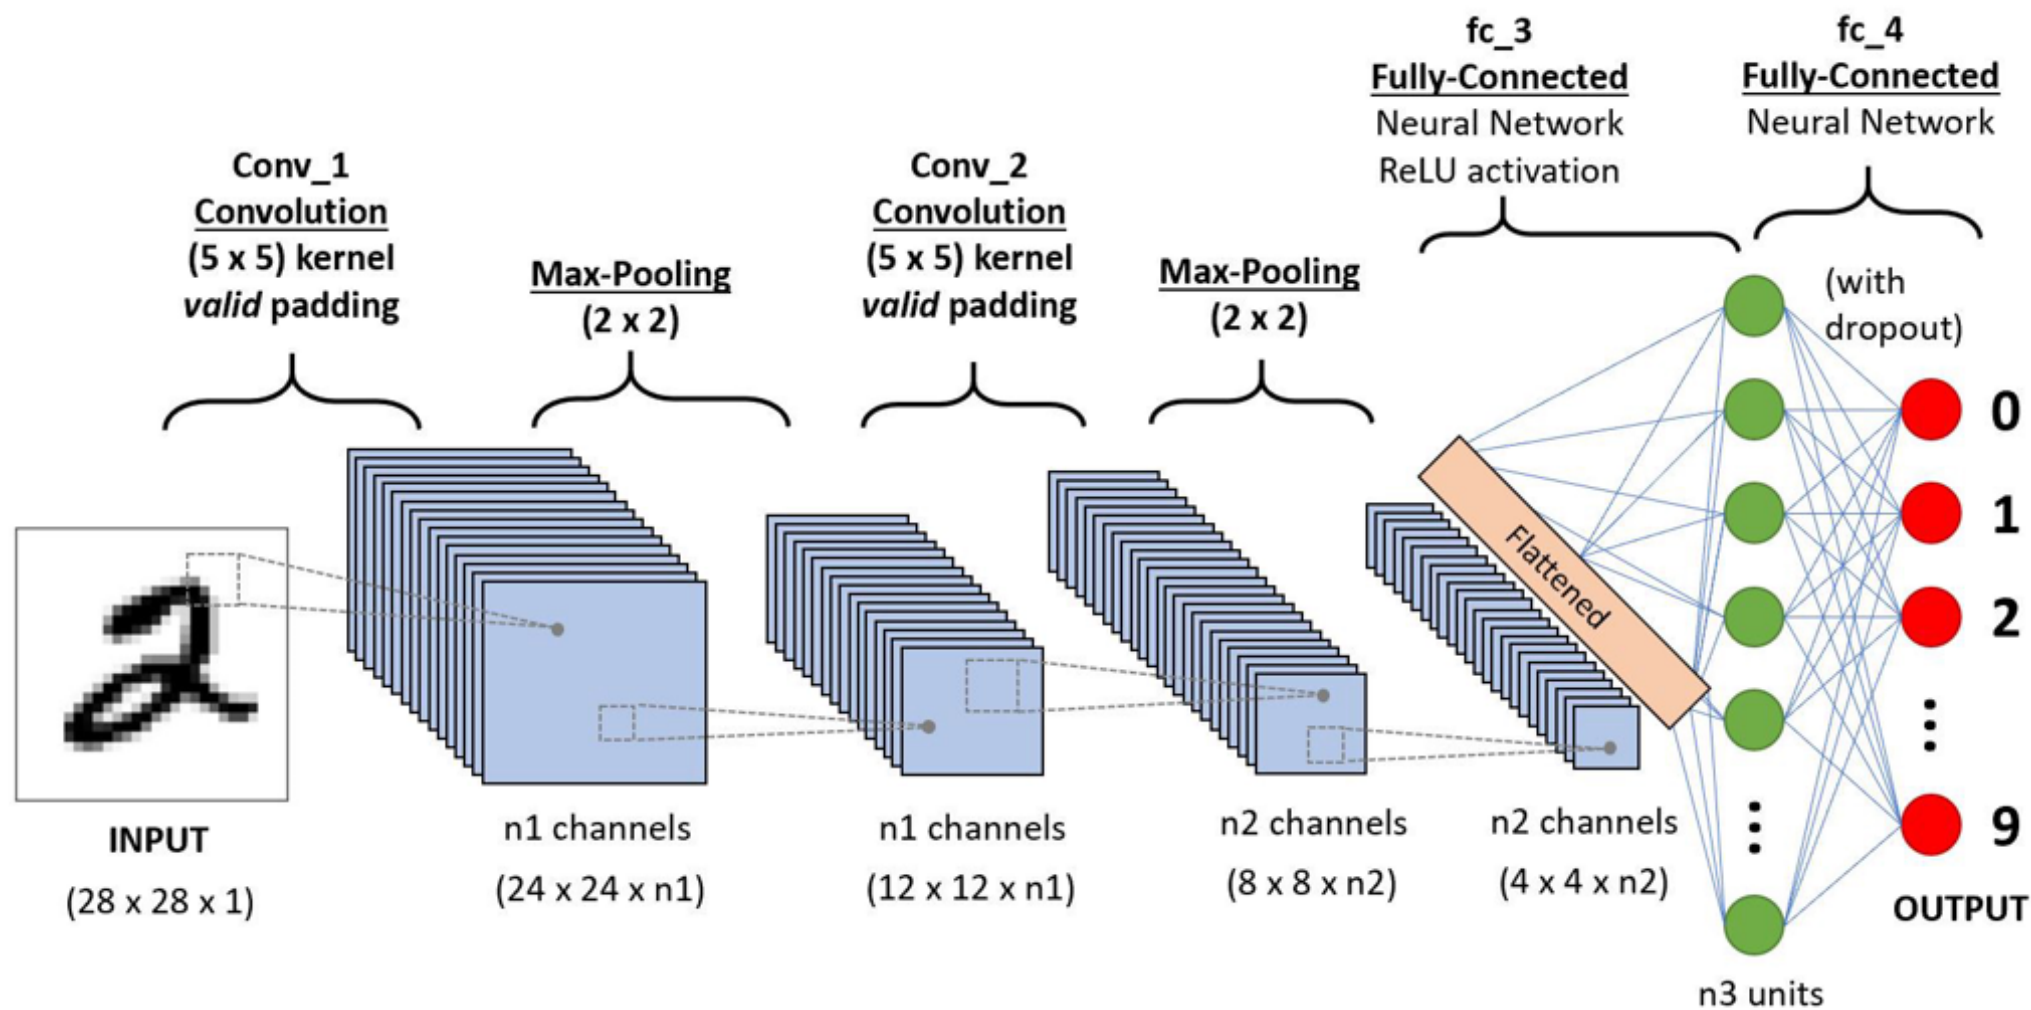 Conv_1
Convolution
(5 x 5) kernel
valid padding
Max-Pooling
(2 x 2)
Conv_2
Convolution
(5 x 5) kernel
valid padding
Max-Pooling
(2 x 2)
fc_3
Fully-Connected
Neural Network
ReLU activation
fc_4
Fully-Connected
Neural Network
(with
dropout)
Flattened
0
1
2
9
INPUT
(28 x 28 x 1)
n1 channels
(24 x 24 x n1)
n1 channels
(12 x 12 x n1)
n2 channels
(8 x 8 x n2)
n2 channels
(4 x 4 x n2)
n3 units
OUTPUT